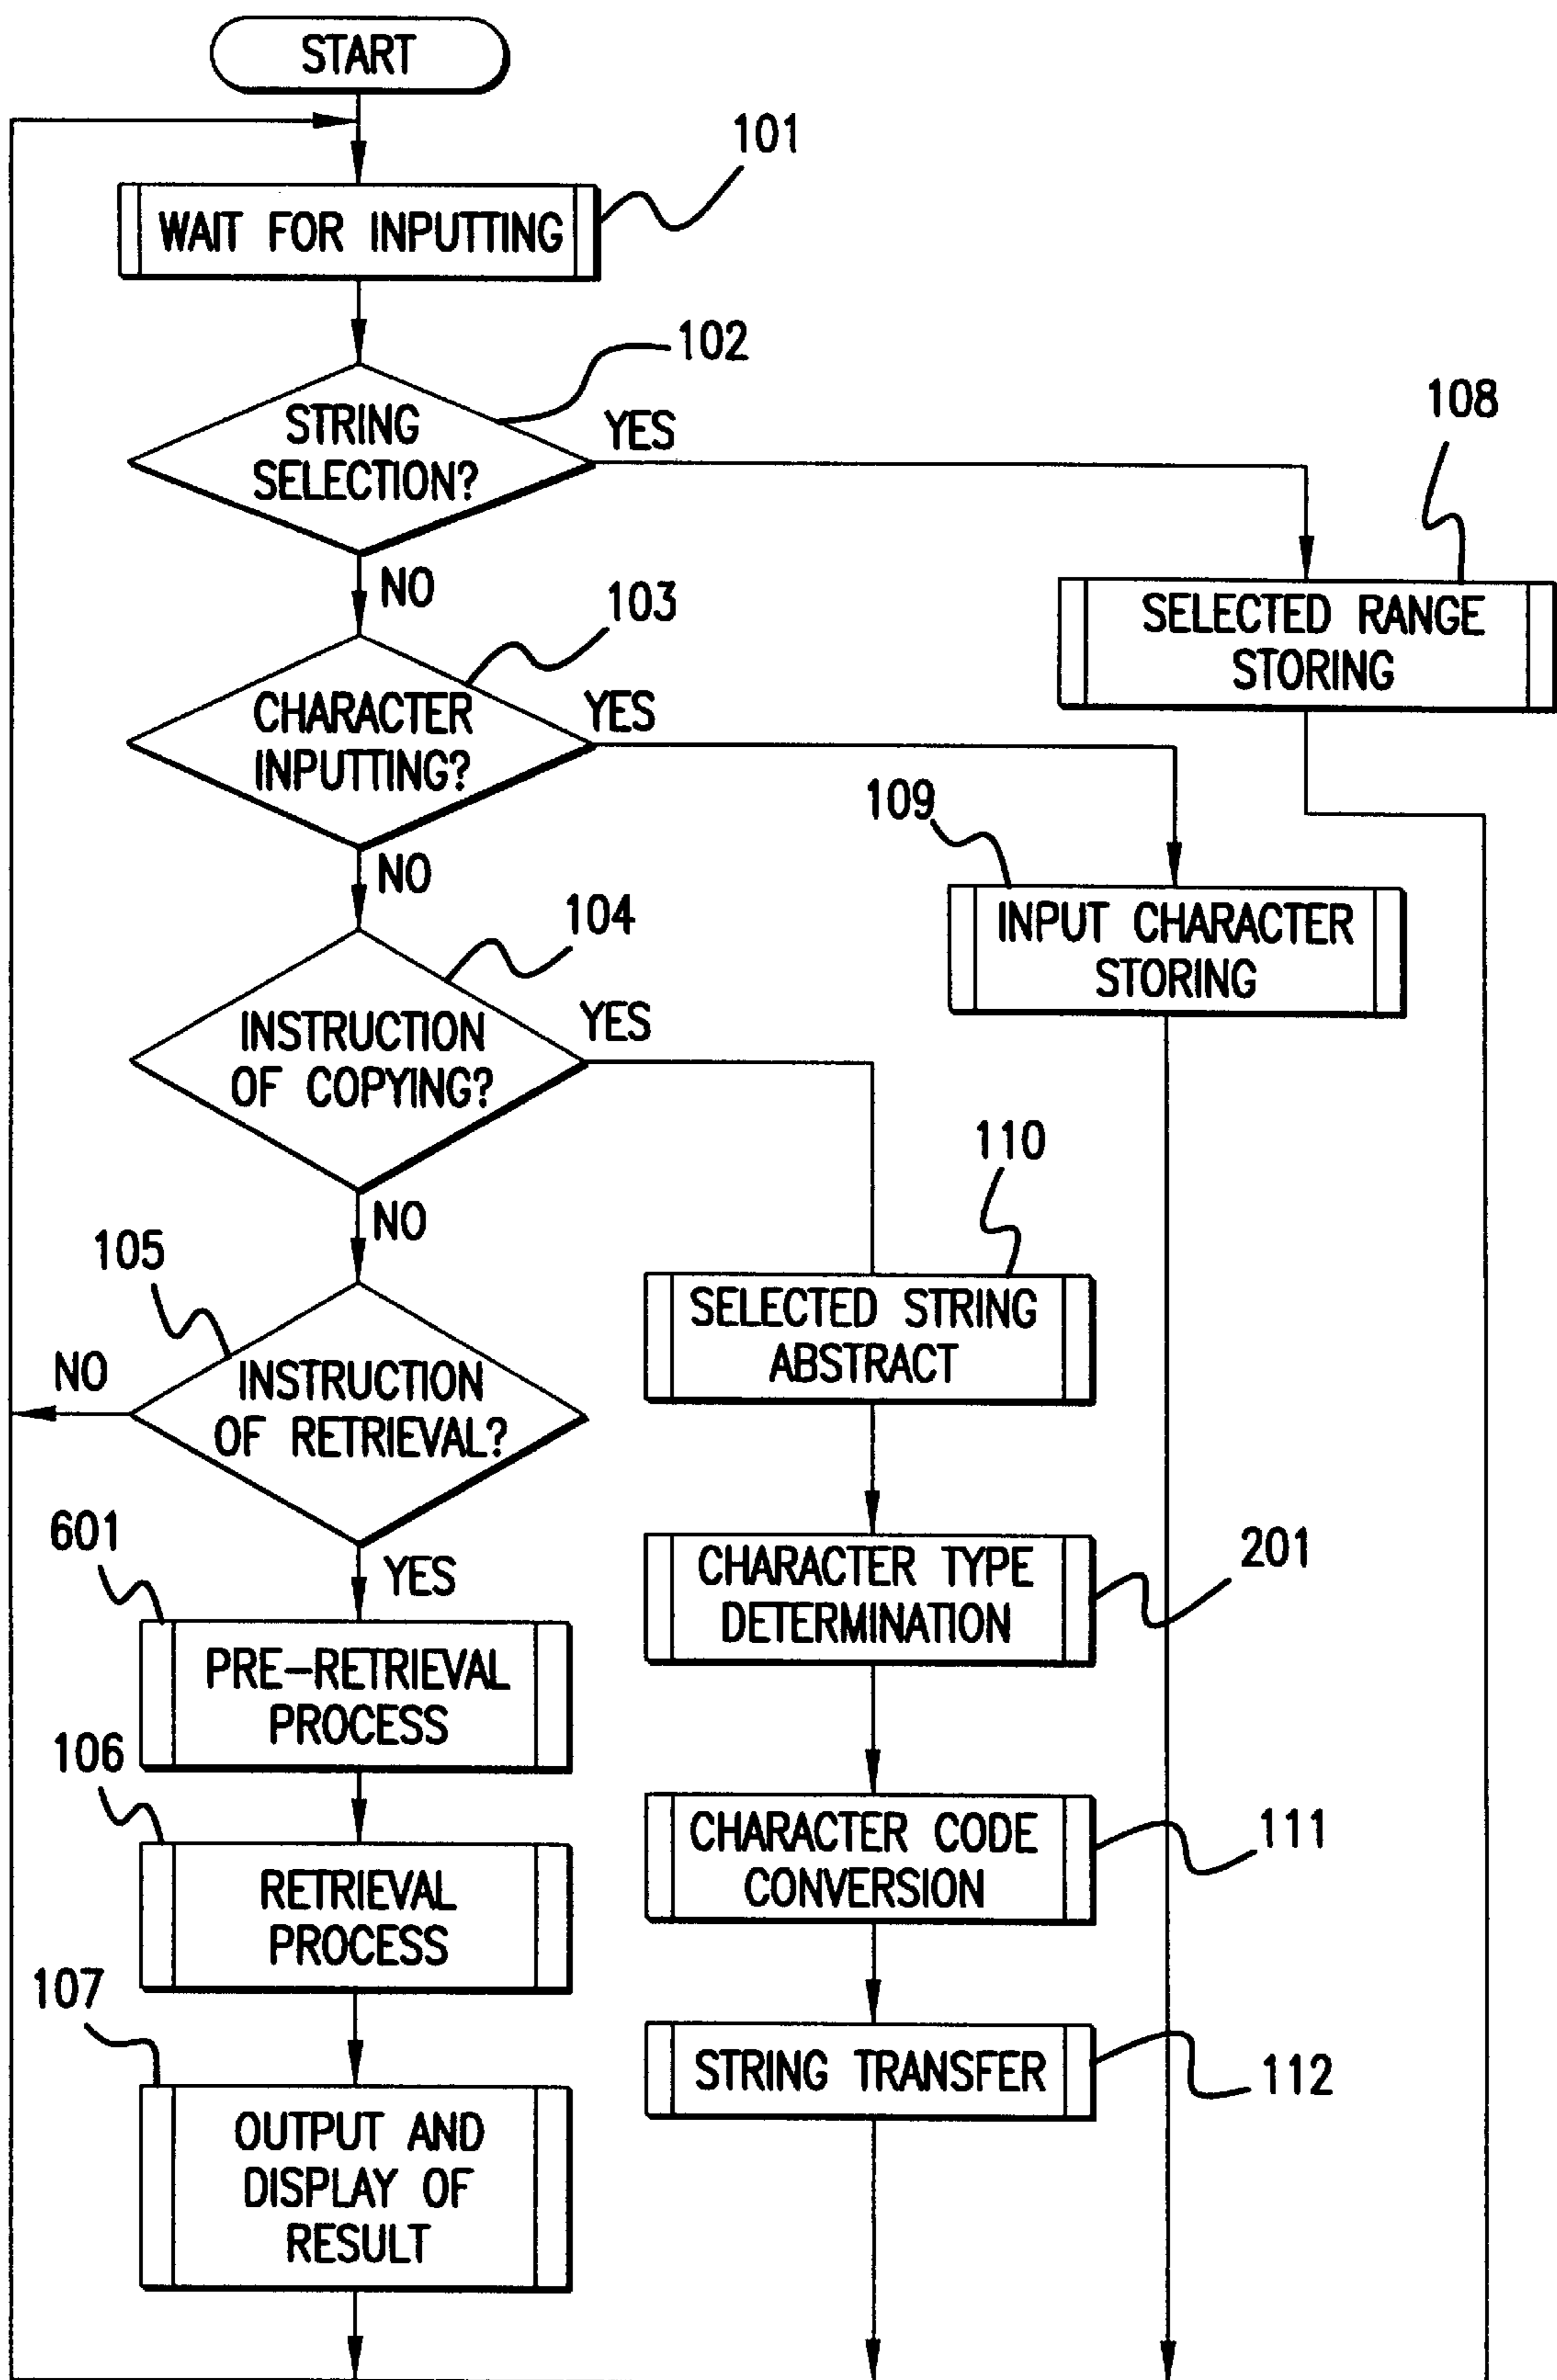 START
101
WAIT FOR INPUTTING
102
STRING
SELECTION?
YES
108
NO
SELECTED RANGE
STORING
103
CHARACTER
INPUTTING?
YES
109
NO
INPUT CHARACTER
STORING
104
INSTRUCTION
OF COPYING?
YES
110
NO
SELECTED STRING
ABSTRACT
105
NO
INSTRUCTION
OF RETRIEVAL?
601
YES
CHARACTER TYPE
DETERMINATION
201
PRE-RETRIEVAL
PROCESS
106
CHARACTER CODE
CONVERSION
111
RETRIEVAL
PROCESS
107
STRING TRANSFER
112
OUTPUT AND
DISPLAY OF
RESULT